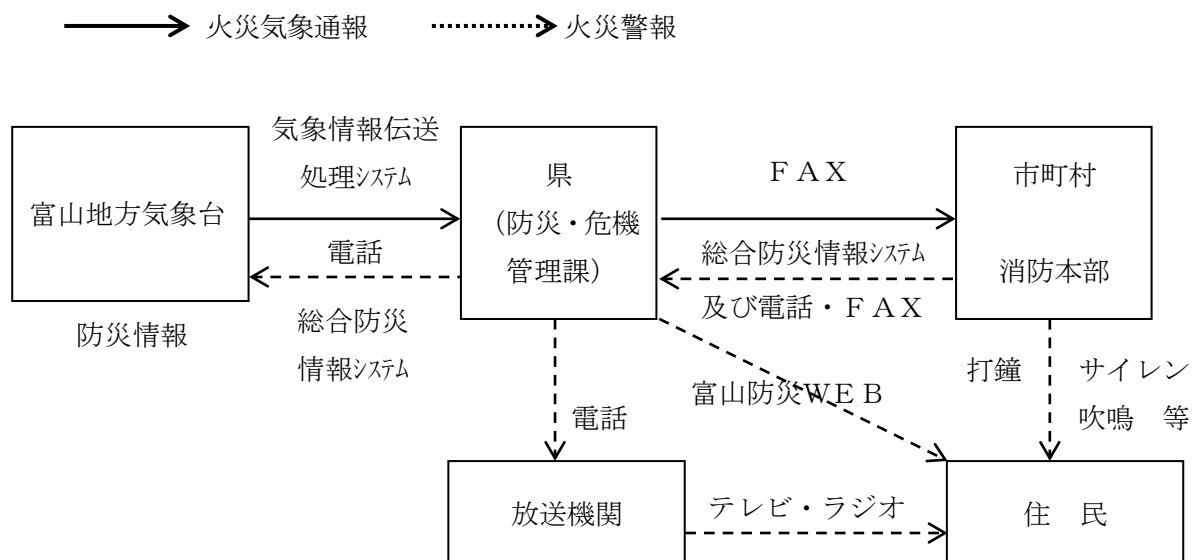 火災気象通報
火災警報
気象情報伝送
処理ｼｽﾃﾑ
富山地方気象台
電話
総合防災
情報ｼｽﾃﾑ
防災情報
県
（防災・危機
管理課）
ＦＡＸ
総合防災情報ｼｽﾃﾑ
及び電話・ＦＡＸ
市町村
消防本部
富山防災ＷＥＢ
電話
打鐘
サイレン
吹鳴　等
放送機関
テレビ・ラジオ
住　民